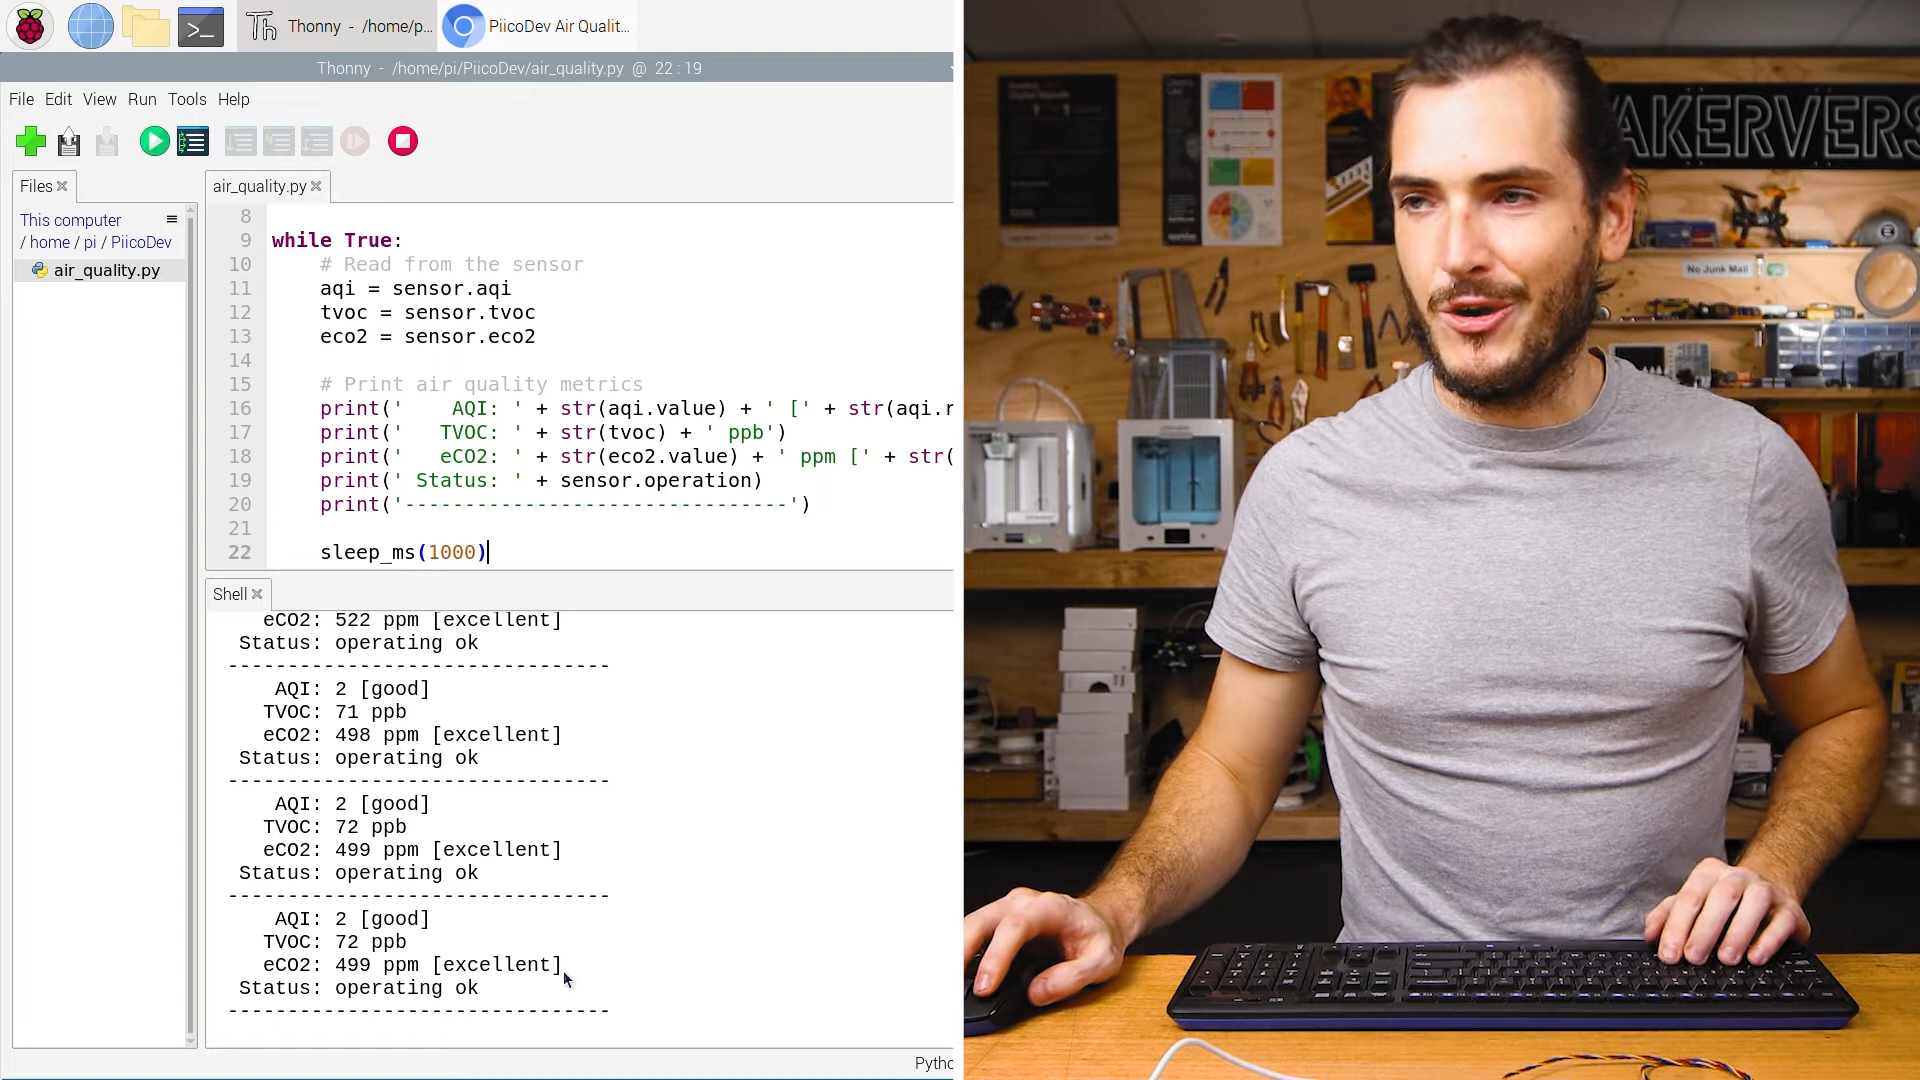 Thonny - /home/p...
PiicoDev Air Qualit...
Thonny - /home/pi/PiicoDev/air_quality.py @ 22 : 19
File Edit View Run Tools Help
Files
This computer
/ home / pi / PiicoDev
air_quality.py
air_quality.py
8
9 while True:
10 # Read from the sensor
11 aqi = sensor.aqi
12 tvoc = sensor.tvoc
13 eco2 = sensor.eco2
14
15 # Print air quality metrics
16 print('    AQI: ' + str(aqi.value) + ' [' + str(aqi.r
17 print('   TVOC: ' + str(tvoc) + ' ppb')
18 print('   eCO2: ' + str(eco2.value) + ' ppm [' + str(
19 print(' Status: ' + sensor.operation)
20 print('--------------------------------')
21
22 sleep_ms(1000)
Shell
eCO2: 522 ppm [excellent]
Status: operating ok
--------------------------------
AQI: 2 [good]
TVOC: 71 ppb
eCO2: 498 ppm [excellent]
Status: operating ok
--------------------------------
AQI: 2 [good]
TVOC: 72 ppb
eCO2: 499 ppm [excellent]
Status: operating ok
--------------------------------
AQI: 2 [good]
TVOC: 72 ppb
eCO2: 499 ppm [excellent]
Status: operating ok
--------------------------------
Pytho
AKERVERS
No Junk Mail